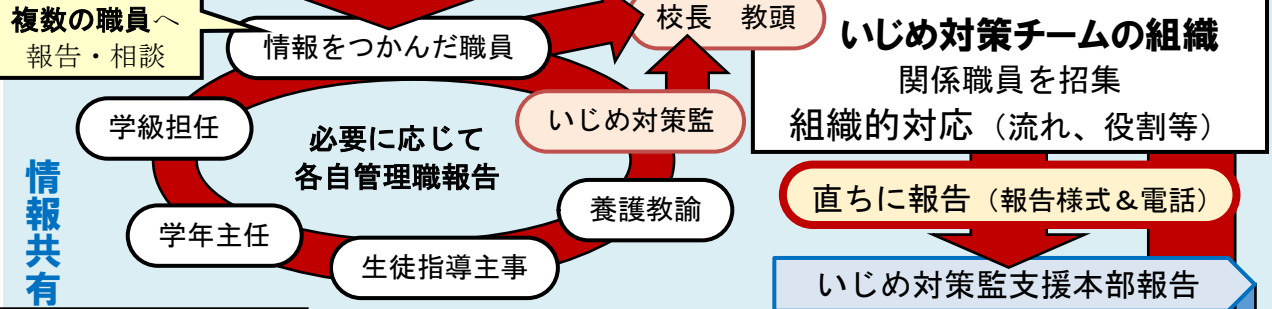 複数の職員へ
報告・相談
情報をつかんだ職員
校長　教頭
学級担任
いじめ対策監
必要に応じて
各自管理職報告
養護教諭
学年主任
生徒指導主事
情報共有
いじめ対策チームの組織
関係職員を招集
組織的対応（流れ、役割等）
直ちに報告（報告様式＆電話）
いじめ対策監支援本部報告